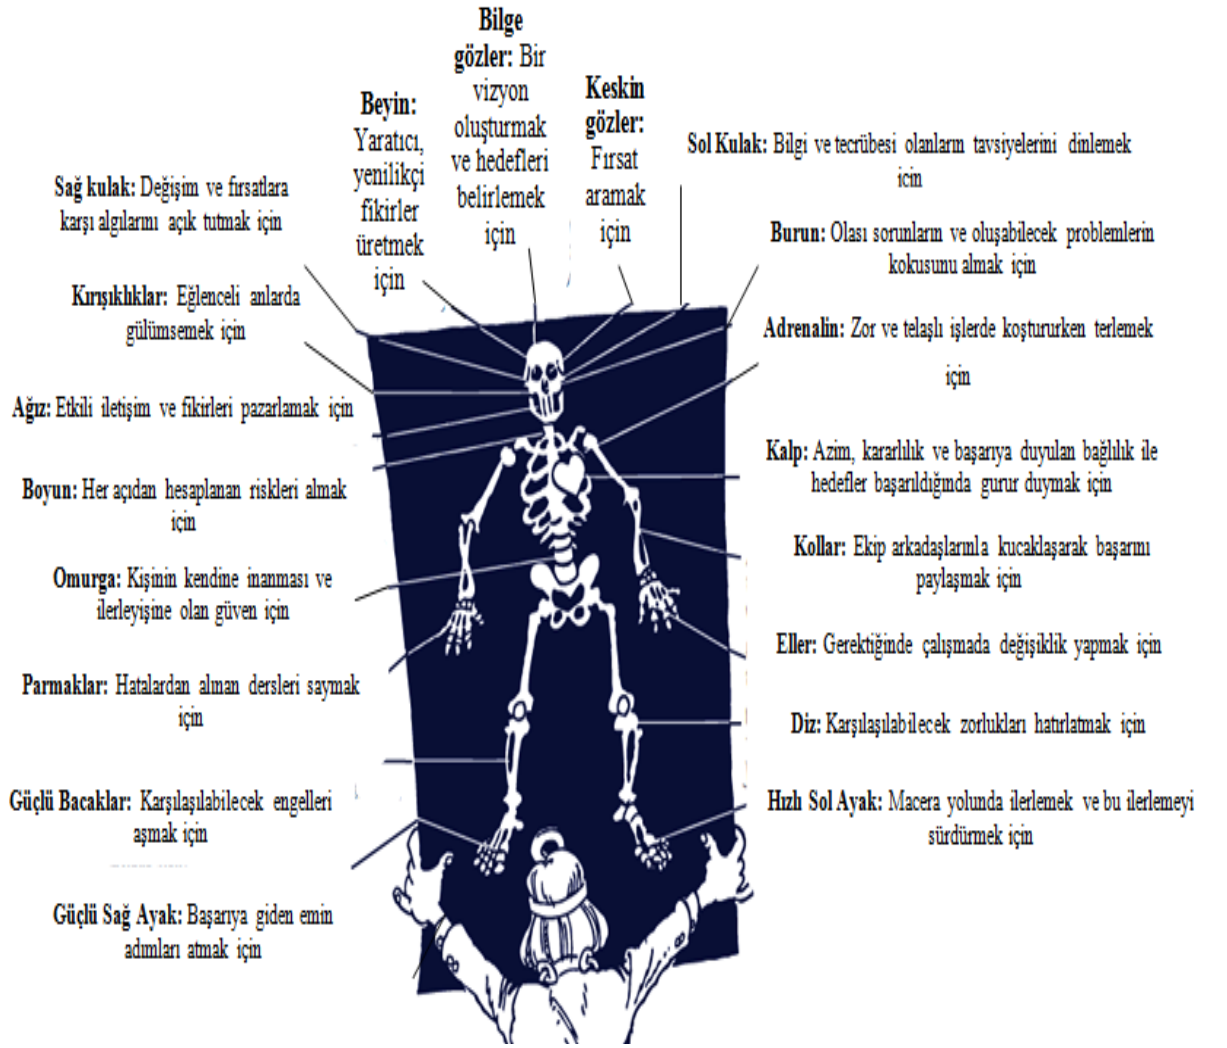 Bilge
gözler: Bir
vizyon
oluşturmak
ve hedefleri
belirlemek
için
Beyin:
Yaratıcı,
yenilikçi
fikirler
üretmek
için
Keskin
gözler:
Fırsat
aramak
için
Sol Kulak: Bilgi ve tecrübesi olanların tavsiyelerini dinlemek
icin
Sağ kulak: Değişim ve fırsatlara
karşı algılarını açık tutmak için
Burun: Olası sorunların ve oluşabilecek problemlerin
kokusunu almak için
Kırışıklıklar: Eğlenceli anlarda
gülümsemek için
Adrenalin: Zor ve telaşlı işlerde koştururken terlemek
için
Ağız: Etkili iletişim ve fikirleri pazarlamak için
Kalp: Azim, kararlılık ve başarıya duyulan bağlılık ile
hedefler başarıldığında gurur duymak için
Boyun: Her açıdan hesaplanan riskleri almak
için
Kollar: Ekip arkadaşlarınla kucaklaşarak başarını
paylaşmak için
Omurga: Kişinin kendine inanması ve
ilerleyişine olan güven için
Eller: Gerektiğinde çalışmada değişiklik yapmak için
Parmaklar: Hatalardan alınan dersleri saymak
için
Diz: Karşılaşılabilecek zorlukları hatırlatmak için
Güçlü Bacaklar: Karşılaşılabilecek engelleri
aşmak için
Hızlı Sol Ayak: Macera yolunda ilerlemek ve bu ilerlemeyi
sürdürmek için
Güçlü Sağ Ayak: Başarıya giden emin
adımları atmak için